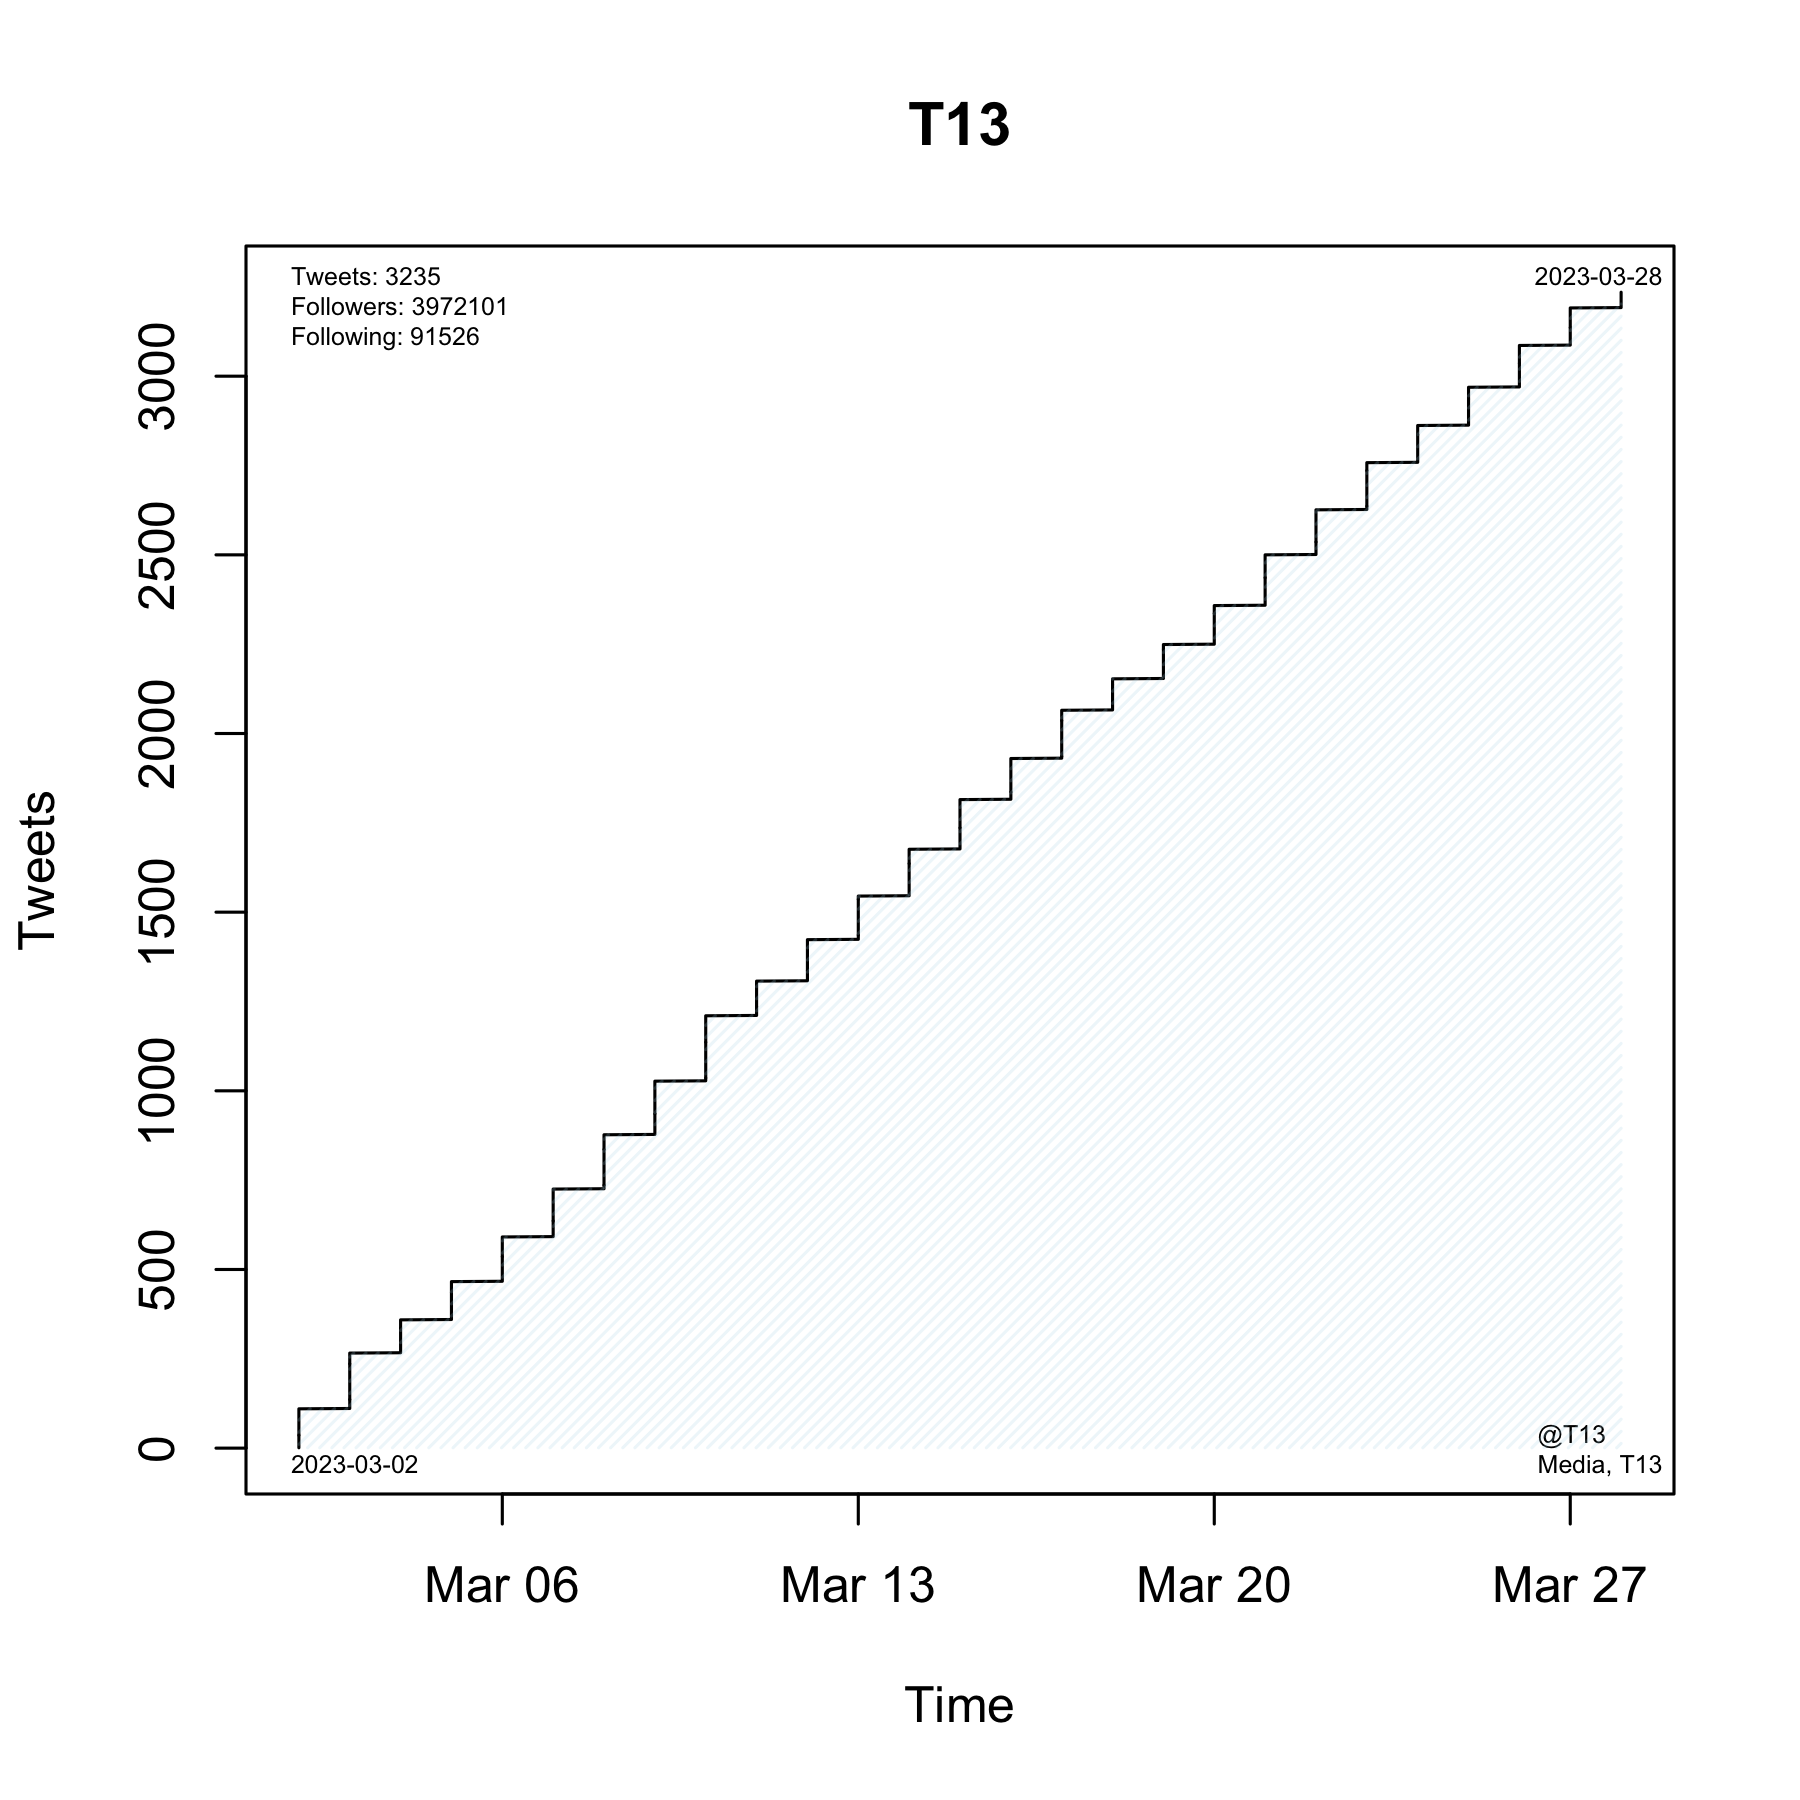 T13
Tweets: 3235
Followers: 3972101
Following: 91526
2023-03-28
Tweets
3000
2500
2000
1500
1000
500
0
2023-03-02
@T13
Media, T13
Mar 06
Mar 13
Mar 20
Mar 27
Time